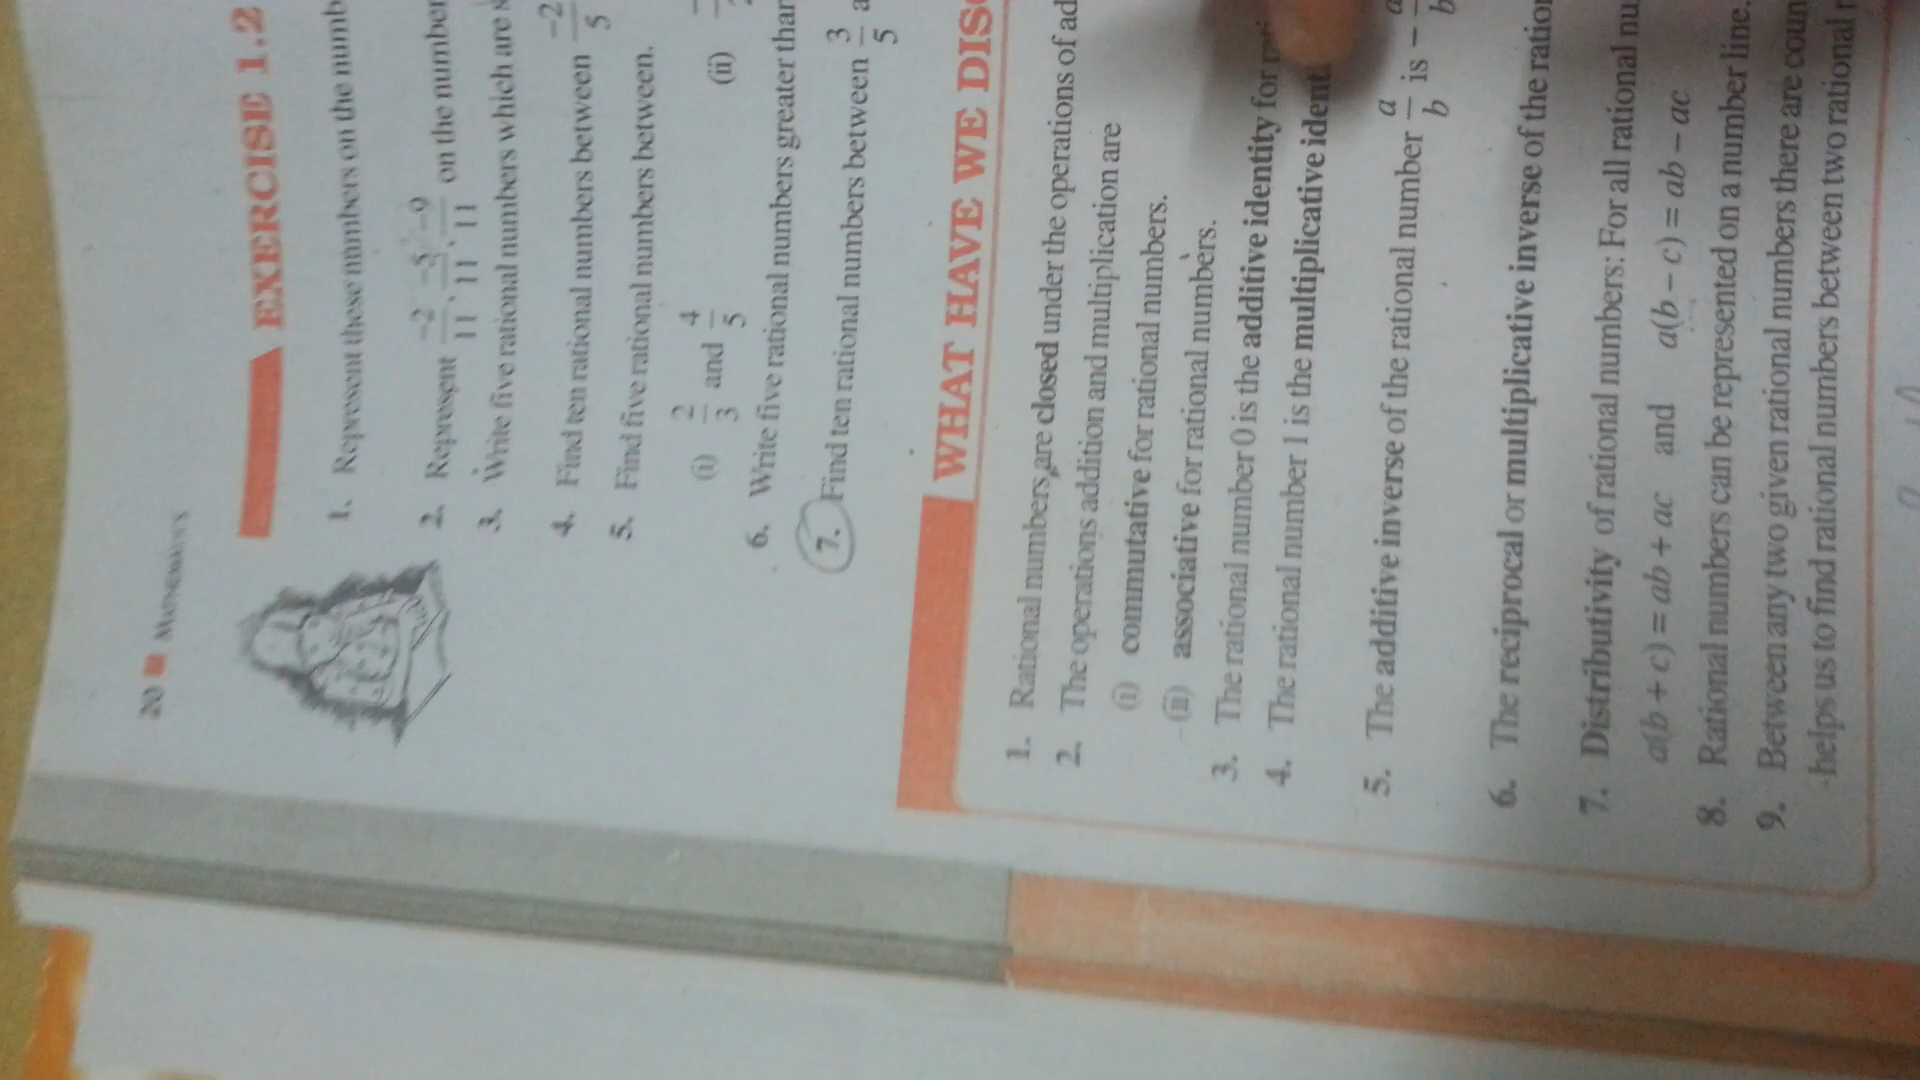 20 MATHEMATICS
EXERCISE 1.2
1. Represent these numbers on the
2. Represent -2/11, -5/11, -9/11 on the number
3. Write five rational numbers which are
4. Find ten rational numbers between -2/5
5. Find five rational numbers between.
(i) 2/3 and 4/5 (ii)
6. Write five rational numbers greater than
7. Find ten rational numbers between 3/5
WHAT HAVE WE
1. Rational numbers are closed under the operations of
2. The operations addition and multiplication are
(i) commutative for rational numbers.
(ii) associative for rational numbers.
3. The rational number 0 is the additive identity for
4. The rational number 1 is the multiplicative
5. The additive inverse of the rational number a/b is -
6. The reciprocal or multiplicative inverse of the
7. Distributivity of rational numbers: For all rational
a(b + c) = ab + ac and a(b – c) = ab – ac
8. Rational numbers can be represented on a number line.
9. Between any two given rational numbers there are
helps us to find rational numbers between two rational